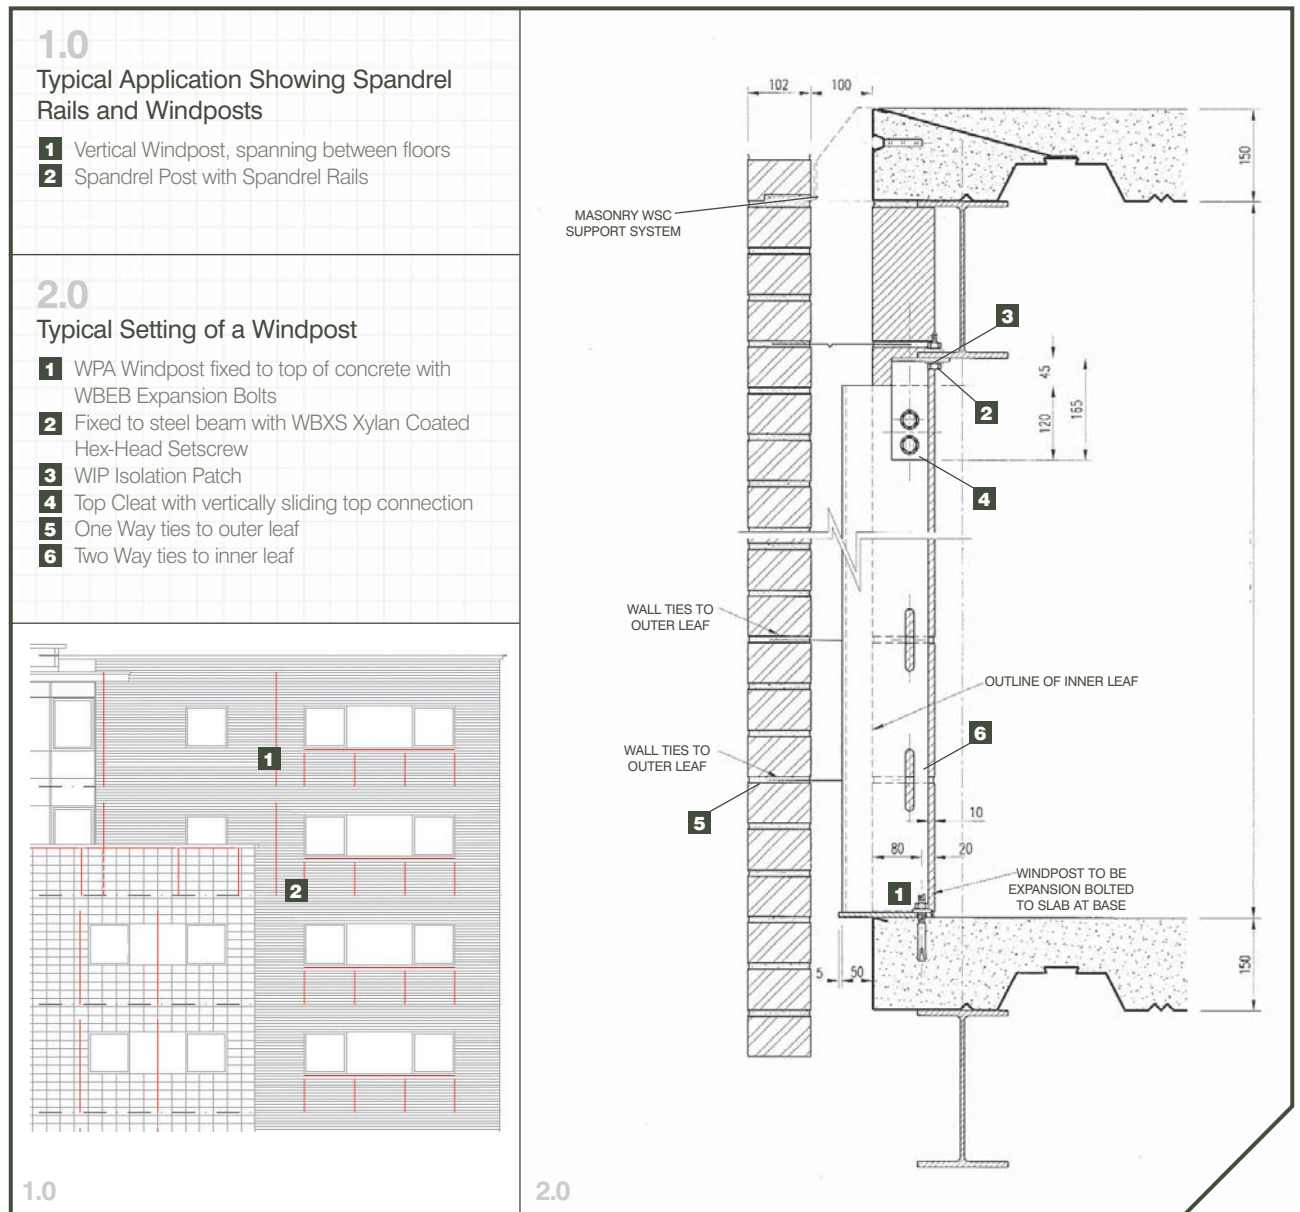 1.0
Typical Application Showing Spandrel
Rails and Windposts
1 Vertical Windpost, spanning between floors
2 Spandrel Post with Spandrel Rails
2.0
Typical Setting of a Windpost
1 WPA Windpost fixed to top of concrete with
WBEB Expansion Bolts
2 Fixed to steel beam with WBXS Xylan Coated
Hex-Head Setscrew
3 WIP Isolation Patch
4 Top Cleat with vertically sliding top connection
5 One Way ties to outer leaf
6 Two Way ties to inner leaf
1
2
1.0
102
100
150
MASONRY WSC
SUPPORT SYSTEM
3
45
165
120
2
4
WALL TIES TO
OUTER LEAF
OUTLINE OF INNER LEAF
6
WALL TIES TO
OUTER LEAF
5
10
80
20
WINDPOST TO BE
EXPANSION BOLTED
TO SLAB AT BASE
1
5
50
150
2.0